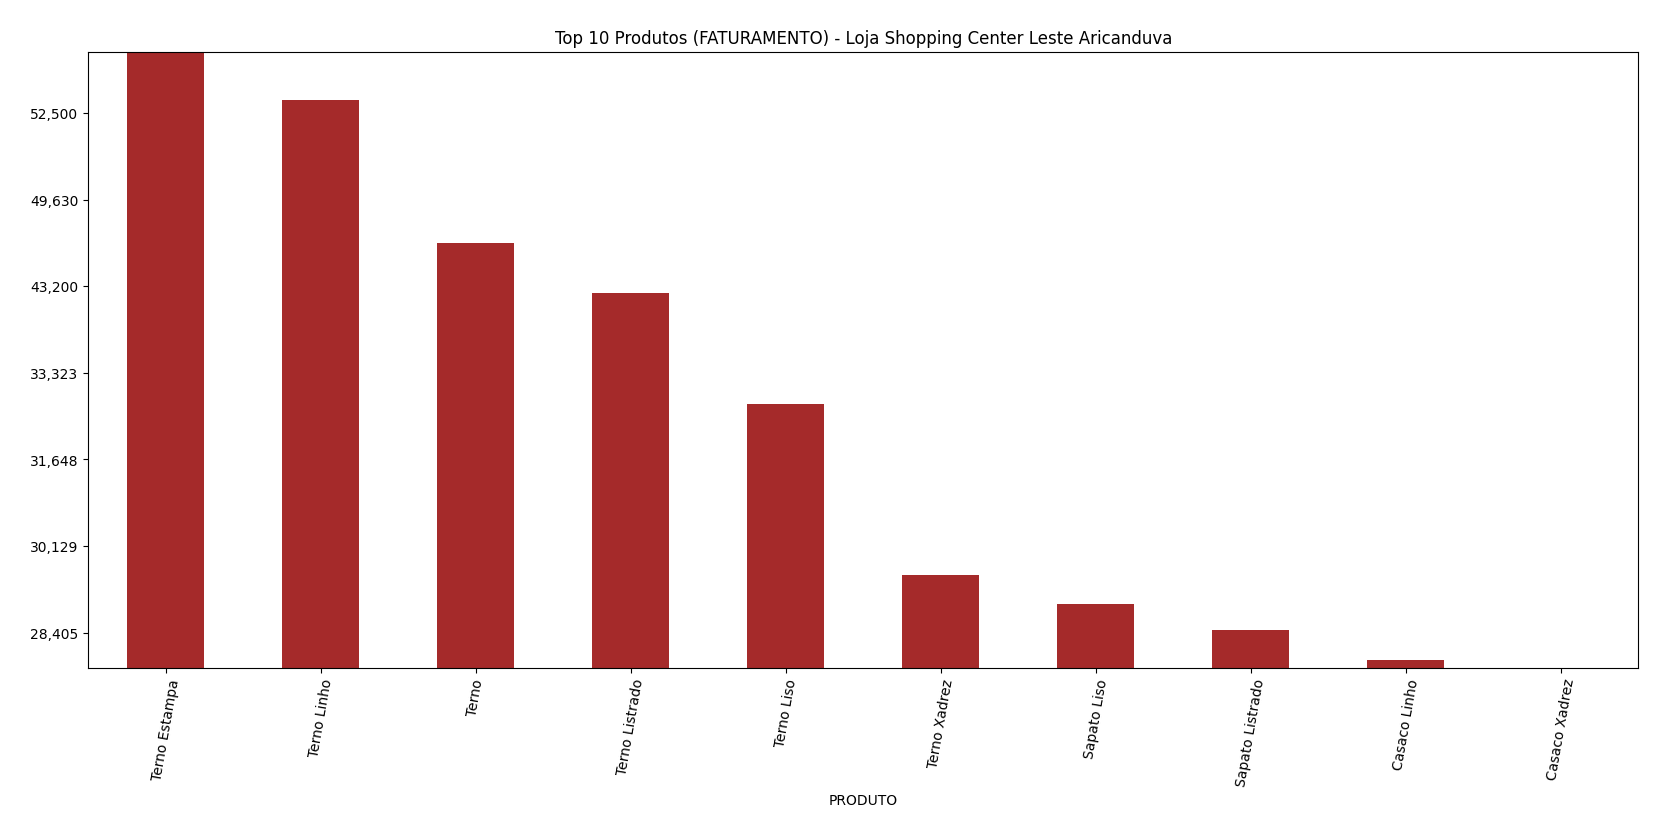 Top 10 Produtos (FATURAMENTO) - Loja Shopping Center Leste Aricanduva
52,500
49,630
43,200
33,323
31,648
30,129
28,405
Terno Estampa
Terno Linho
Terno
Terno Listrado
Terno Liso
Terno Xadrez
Sapato Liso
Sapato Listrado
Casaco Linho
Casaco Xadrez
PRODUTO